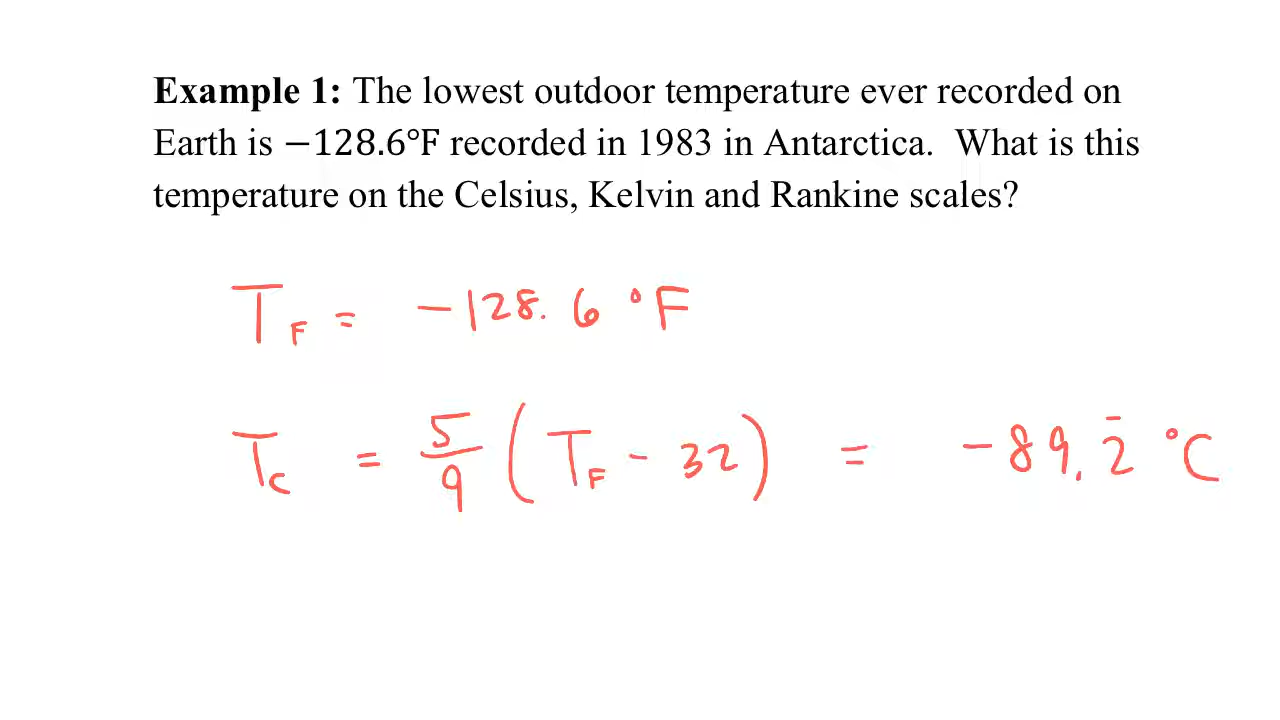 Example 1: The lowest outdoor temperature ever recorded on
Earth is −128.6°F recorded in 1983 in Antarctica. What is this
temperature on the Celsius, Kelvin and Rankine scales?
T_F = −128.6 °F
T_C = 5/9 (T_F − 32) = −89.2̄ °C